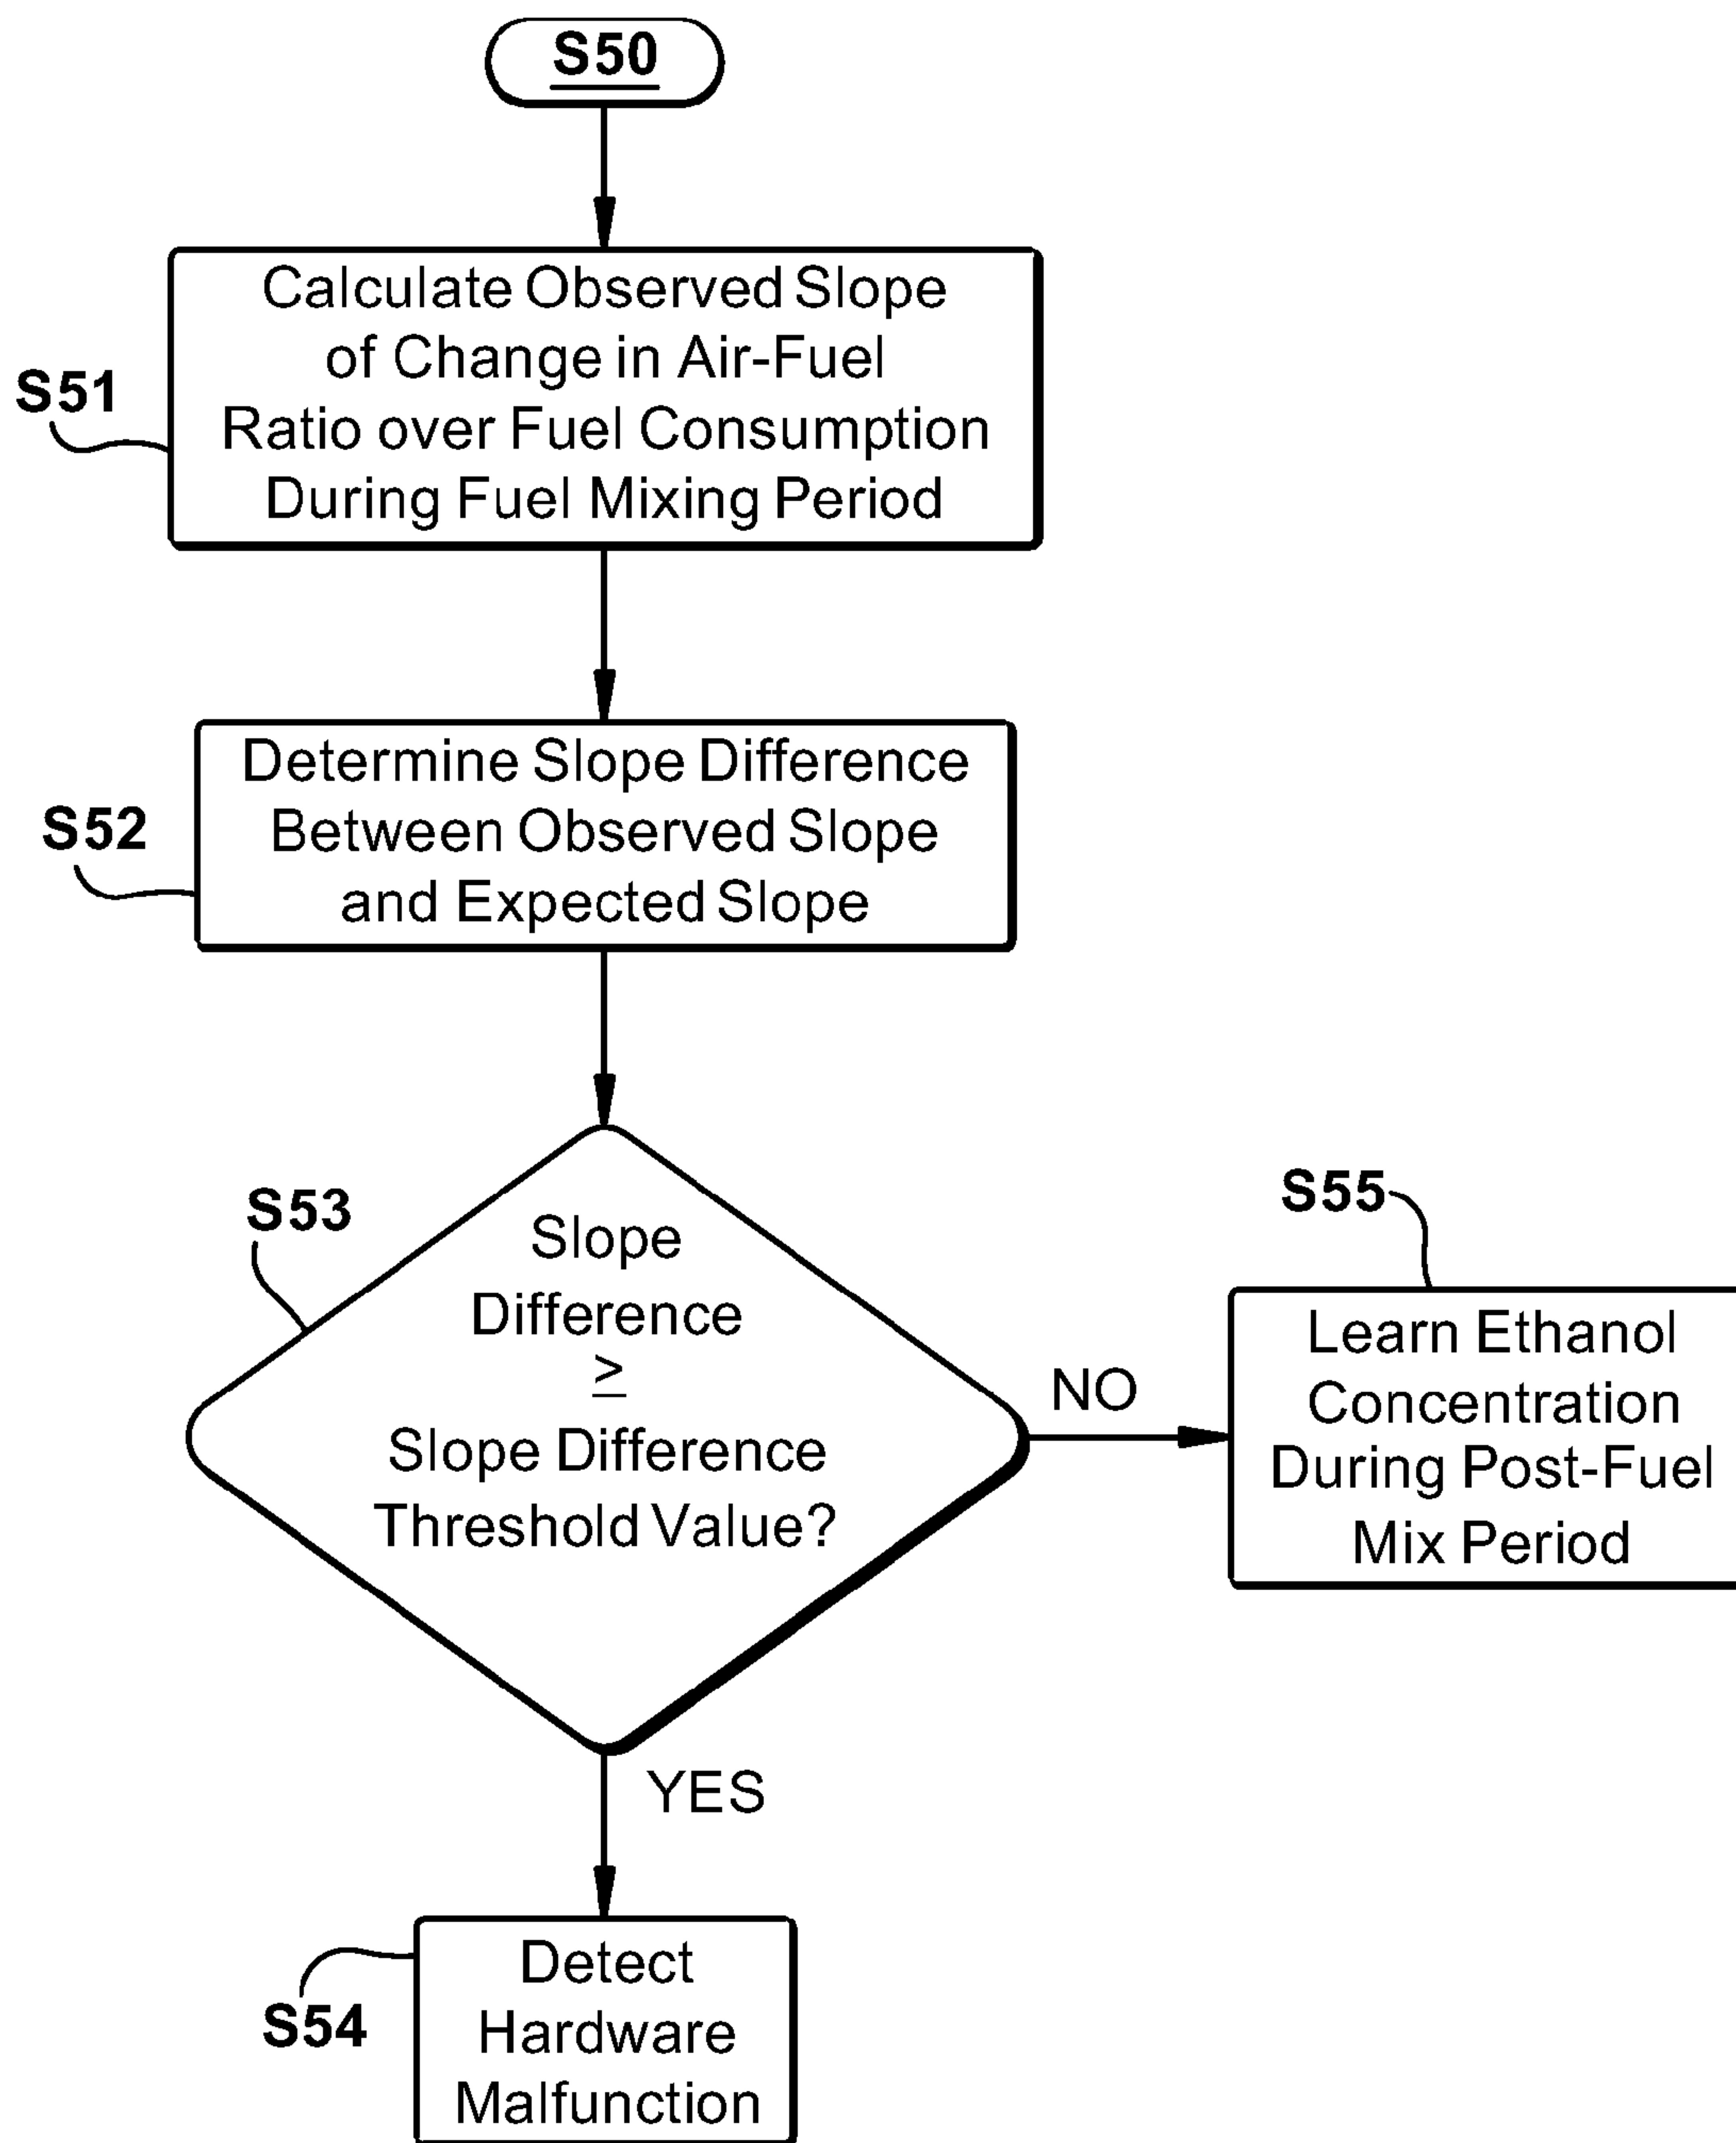 S50
Calculate Observed Slope
of Change in Air-Fuel
Ratio over Fuel Consumption
During Fuel Mixing Period
S51
Determine Slope Difference
Between Observed Slope
and Expected Slope
S52
S53
Slope
Difference
≥
Slope Difference
Threshold Value?
NO
S55
Learn Ethanol
Concentration
During Post-Fuel
Mix Period
YES
Detect
Hardware
Malfunction
S54